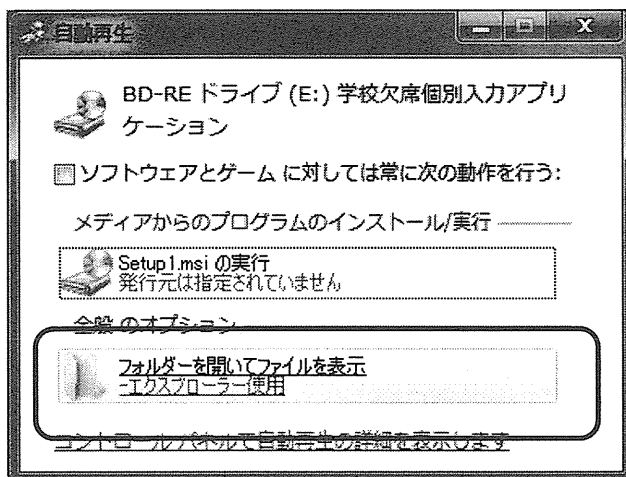 自動再生
BD-RE ドライブ (E:) 学校欠席個別入力アプリ
ケーション
ソフトウェアとゲーム に対しては常に次の動作を行う:
メディアからのプログラムのインストール/実行
Setup1.msi の実行
発行元は指定されていません
全般 のオプション
フォルダーを開いてファイルを表示
-エクスプローラー使用
コントロール パネルで自動再生の詳細を表示します